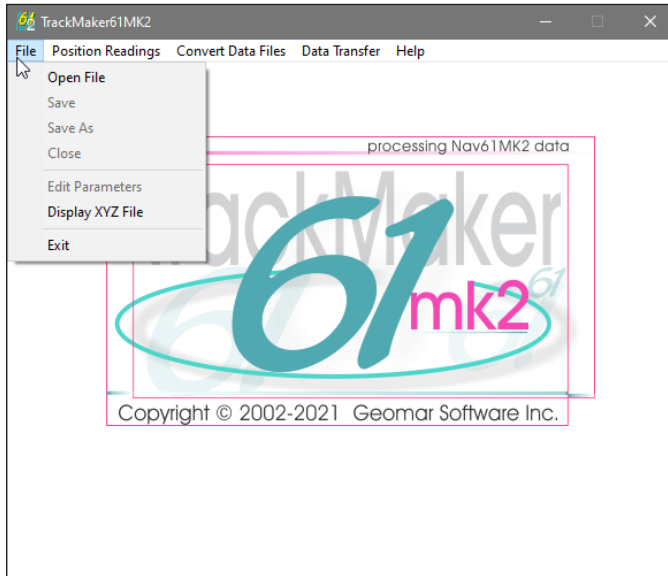 TrackMaker61MK2
File Position Readings Convert Data Files Data Transfer Help
Open File
Save
Save As
Close
Edit Parameters
Display XYZ File
Exit
processing Nav61MK2 data
TrackMaker
61
mk2
61
Copyright © 2002-2021 Geomar Software Inc.